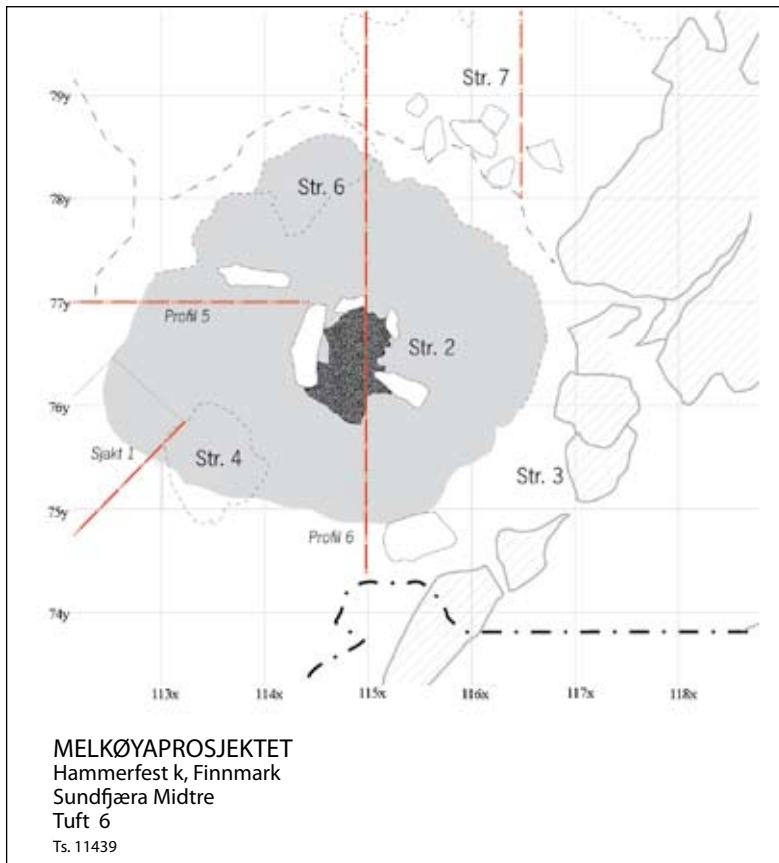 Str. 7
79y
Str. 6
78y
77y
Profil 5
Str. 2
76y
Sjakt 1
Str. 4
Str. 3
75y
Profil 6
74y
113x 114x 115x 116x 117x 118x
MELKØYAPROSJEKTET
Hammerfest k, Finnmark
Sundfjæra Midtre
Tuft 6
Ts. 11439